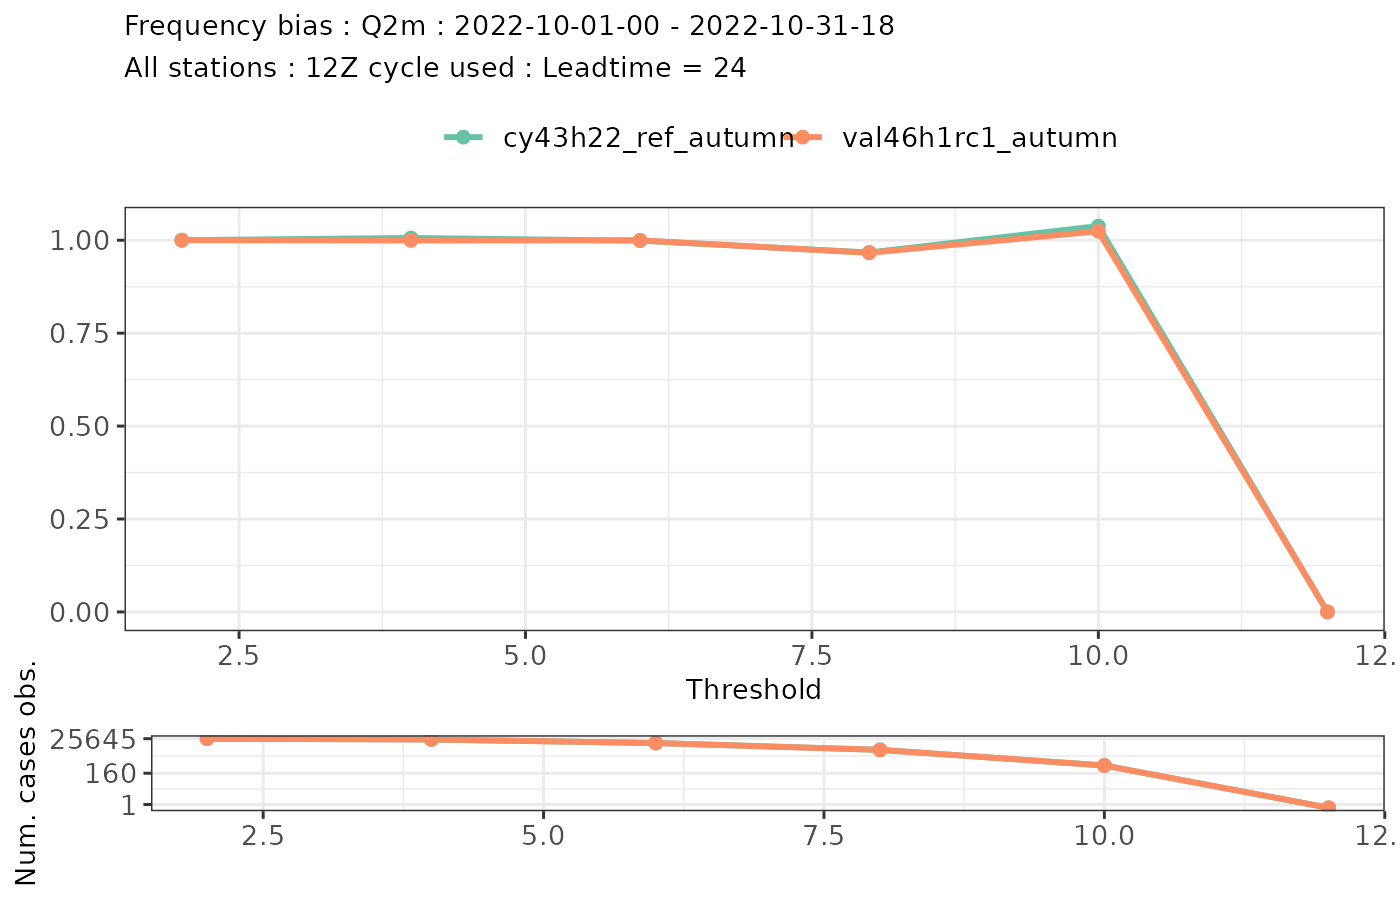 Frequency bias : Q2m : 2022-10-01-00 - 2022-10-31-18
All stations : 12Z cycle used : Leadtime = 24
cy43h22_ref_autumn val46h1rc1_autumn
1.00
0.75
0.50
0.25
0.00
2.5 5.0 7.5 10.0 12.
Threshold
Num. cases obs.
25645
160
1
2.5 5.0 7.5 10.0 12.